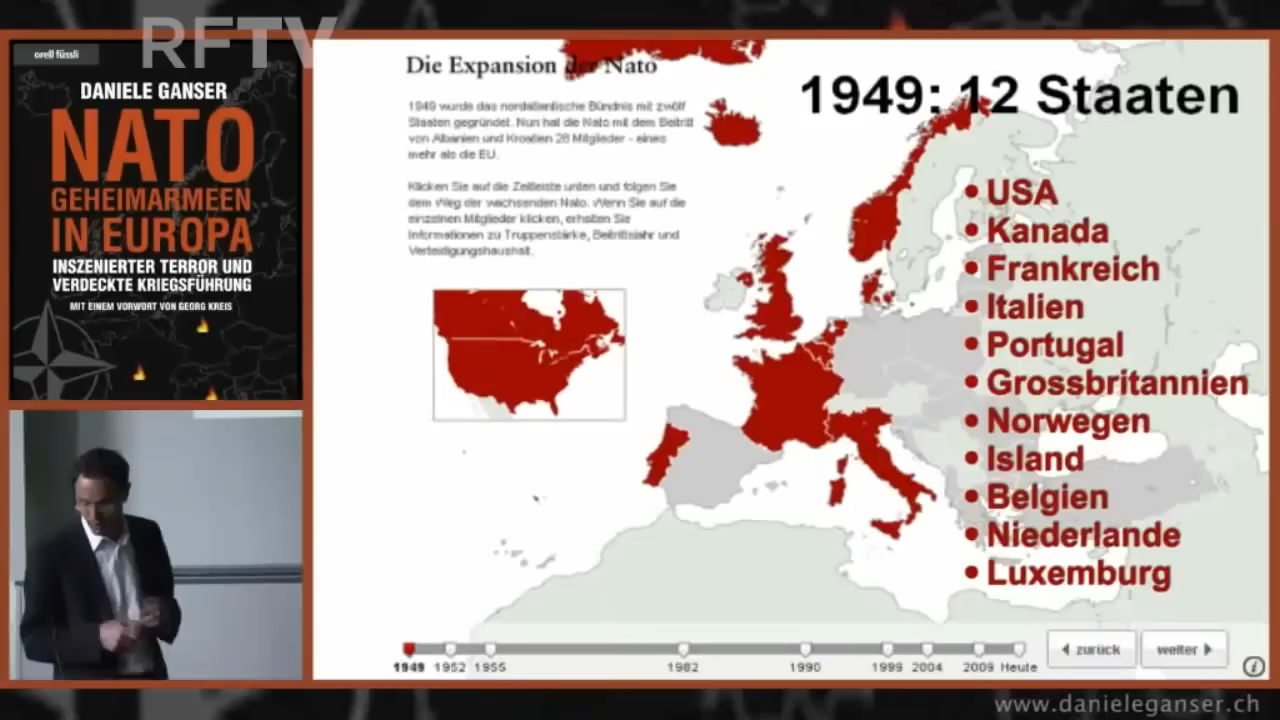 RFTV
orell füssli
DANIELE GANSER
NATO
GEHEIMARMEEN
IN EUROPA
INSZENIERTER TERROR UND
VERDECKTE KRIEGSFÜHRUNG
MIT EINEM VORWORT VON GEORG KREIS
Die Expansion der Nato
1949 wurde das nordatlantische Bündnis mit zwölf
Staaten gegründet. Nun hat die Nato mit dem Beitritt
von Albanien und Kroatien 28 Mitglieder - eines
mehr als die EU.
Klicken Sie auf die Zeitleiste unten und folgen Sie
dem Weg der wachsenden Nato. Wenn Sie auf die
einzelnen Mitglieder klicken, erhalten Sie
Informationen zu Truppenstärke, Beitrittsjahr und
Verteidigungshaushalt.
1949: 12 Staaten
• USA
• Kanada
• Frankreich
• Italien
• Portugal
• Grossbritannien
• Norwegen
• Island
• Belgien
• Niederlande
• Luxemburg
1949 1952 1955 1982 1990 1999 2004 2009 Heute
zurück
weiter
i
www.danieleganser.ch